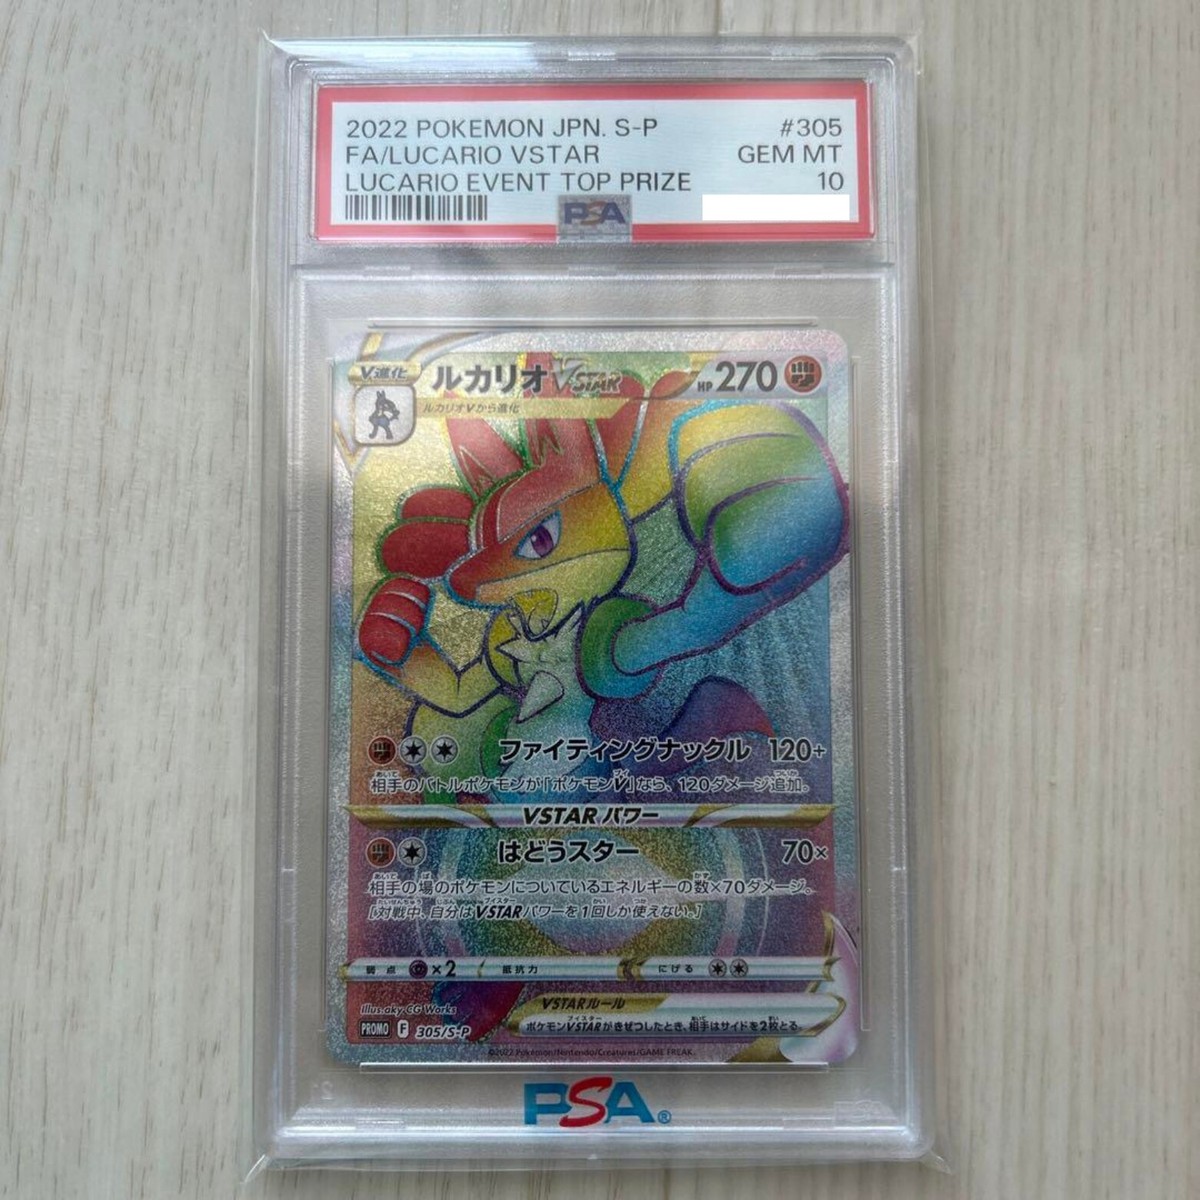 2022 POKEMON JPN. S-P #305
FA/LUCARIO VSTAR GEM MT
LUCARIO EVENT TOP PRIZE 10
PSA
V進化 ルカリオVSTAR HP 270
ルカリオVから進化
ファイティングナックル 120+
相手のバトルポケモンが「ポケモンV」なら、120ダメージ追加。
VSTARパワー
はどうスター 70×
相手の場のポケモンについているエネルギーの数×70ダメージ。
[対戦中、自分はVSTARパワーを1回しか使えない。]
弱点 ×2 抵抗力 にげる
Illus. aky CG Works
VSTARルール
ポケモンVSTARがきぜつしたとき、相手はサイドを2枚とる。
PROMO F 305/S-P
©2022 Pokémon/Nintendo/Creatures/GAME FREAK.
PSA®